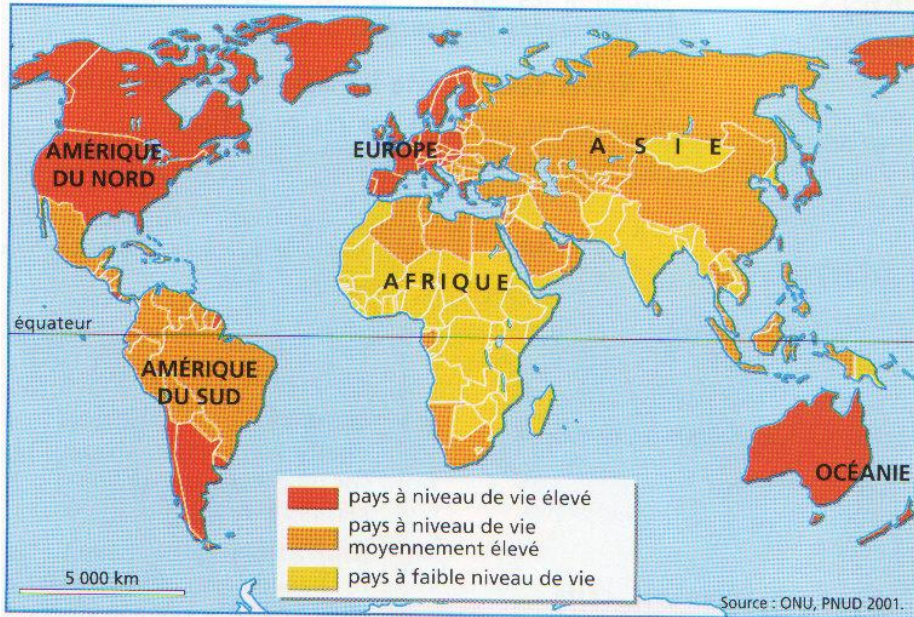 AMÉRIQUE
DU NORD
EUROPE
ASIE
AFRIQUE
équateur
AMÉRIQUE
DU SUD
OCÉANIE
pays à niveau de vie élevé
pays à niveau de vie
moyennement élevé
pays à faible niveau de vie
5 000 km
Source : ONU, PNUD 2001.